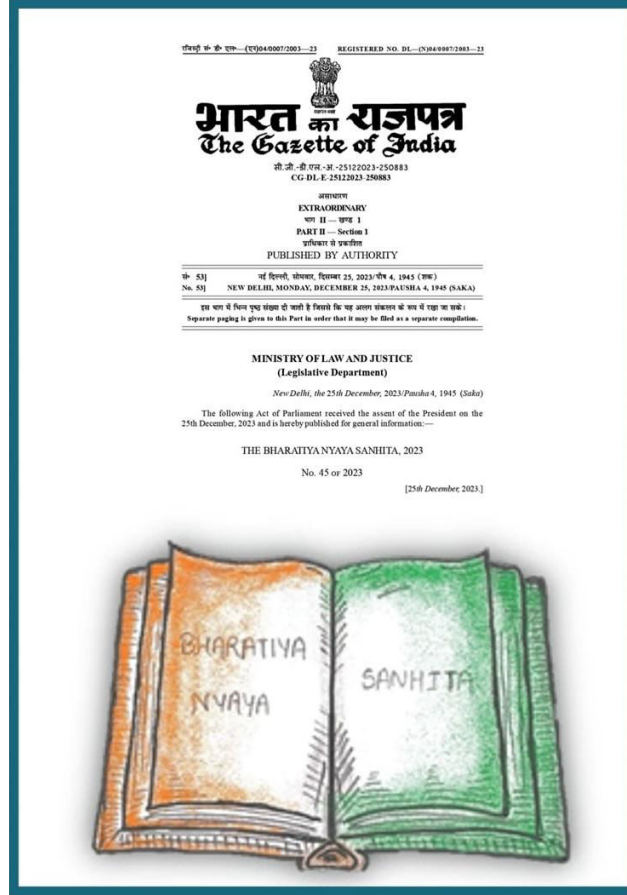 रजिस्ट्री सं॰ डी॰ एल॰—(एन)04/0007/2003—23 REGISTERED NO. DL—(N)04/0007/2003—23
भारत का राजपत्र
The Gazette of India
सी.जी.-डी.एल.-अ.-25122023-250883
CG-DL-E-25122023-250883
असाधारण
EXTRAORDINARY
भाग II — खण्ड 1
PART II — Section 1
प्राधिकार से प्रकाशित
PUBLISHED BY AUTHORITY
सं॰ 53] नई दिल्ली, सोमवार, दिसम्बर 25, 2023/पौष 4, 1945 (शक)
No. 53] NEW DELHI, MONDAY, DECEMBER 25, 2023/PAUSHA 4, 1945 (SAKA)
इस भाग में भिन्न पृष्ठ संख्या दी जाती है जिससे कि यह अलग संकलन के रूप में रखा जा सके।
Separate paging is given to this Part in order that it may be filed as a separate compilation.
MINISTRY OF LAW AND JUSTICE
(Legislative Department)
New Delhi, the 25th December, 2023/Pausha 4, 1945 (Saka)
The following Act of Parliament received the assent of the President on the
25th December, 2023 and is hereby published for general information:—
THE BHARATIYA NYAYA SANHITA, 2023
No. 45 OF 2023
[25th December, 2023.]
BHARATIYA
NYAYA
SANHITA